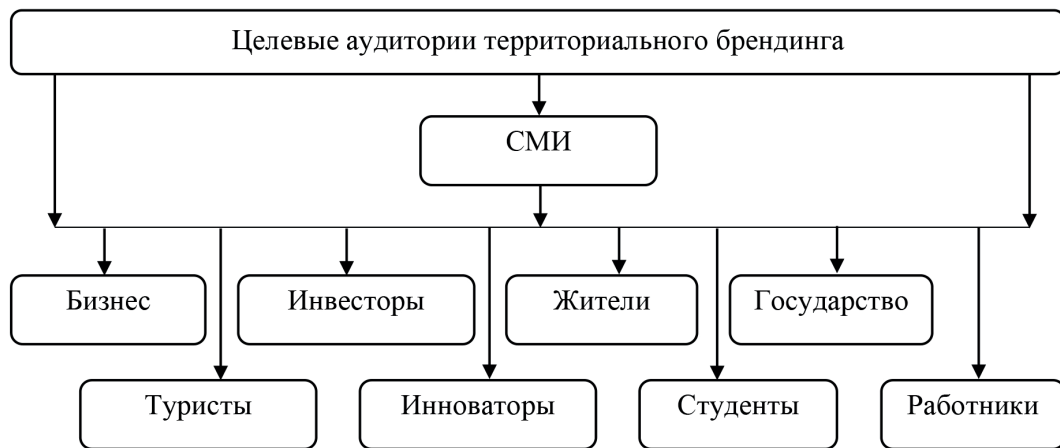 Целевые аудитории территориального брендинга
СМИ
Бизнес
Инвесторы
Жители
Государство
Туристы
Инноваторы
Студенты
Работники